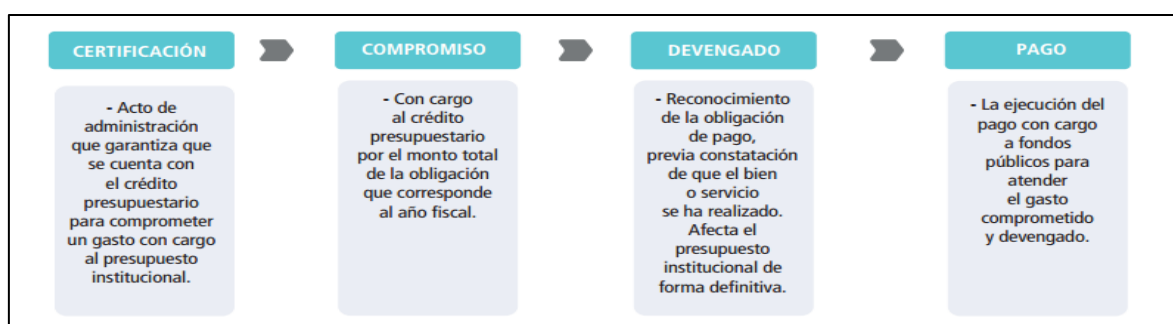 CERTIFICACIÓN
- Acto de
administración
que garantiza que
se cuenta con
el crédito
presupuestario
para comprometer
un gasto con cargo
al presupuesto
institucional.
COMPROMISO
- Con cargo
al crédito
presupuestario
por el monto total
de la obligación
que corresponde
al año fiscal.
DEVENGADO
- Reconocimiento
de la obligación
de pago,
previa constatación
de que el bien
o servicio
se ha realizado.
Afecta el
presupuesto
institucional de
forma definitiva.
PAGO
- La ejecución del
pago con cargo
a fondos
públicos para
atender
el gasto
comprometido
y devengado.